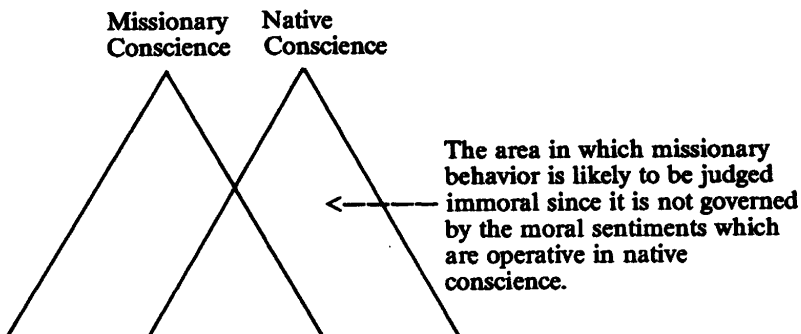 Missionary Native
Conscience Conscience
The area in which missionary
behavior is likely to be judged
immoral since it is not governed
by the moral sentiments which
are operative in native
conscience.